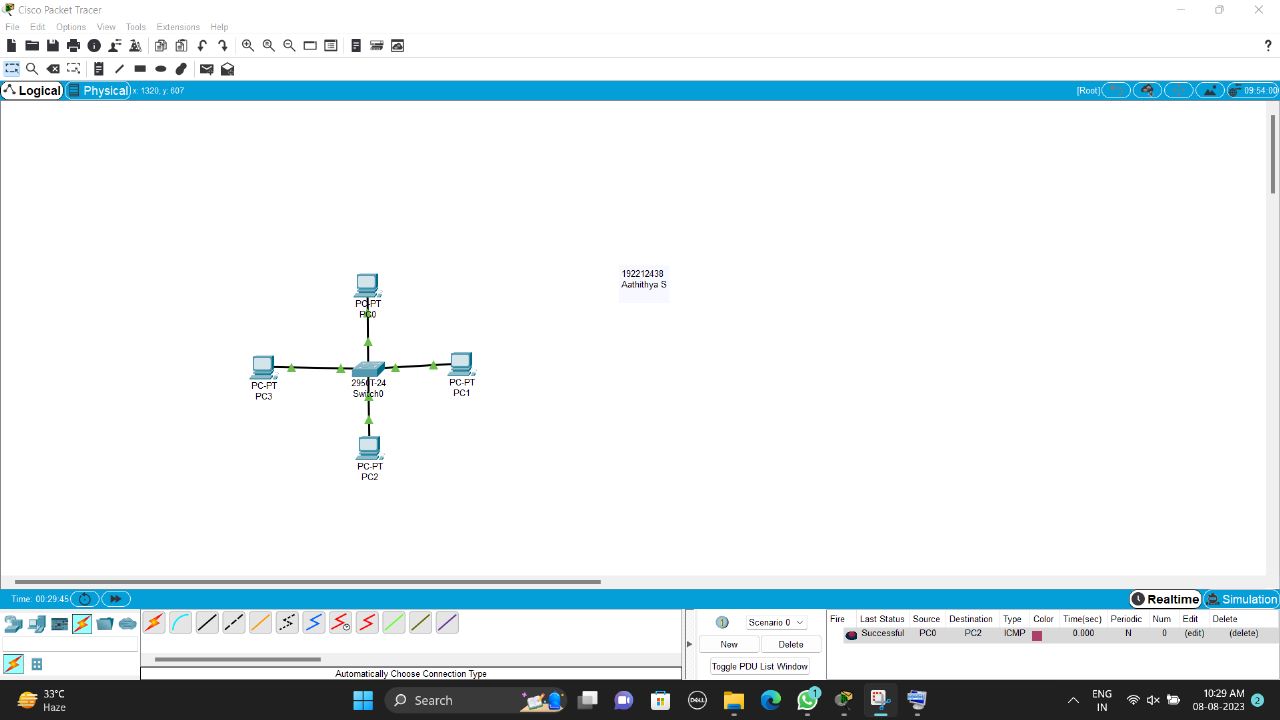 Cisco Packet Tracer
File Edit Options View Tools Extensions Help
?
Logical Physical x: 1320, y: 607 [Root] 09:54:00
192212438
Aathithya S
PC-PT
PC0
PC-PT
PC3
2950T-24
Switch0
PC-PT
PC1
PC-PT
PC2
Time: 00:29:45 Realtime Simulation
Scenario 0
New Delete
Toggle PDU List Window
Fire Last Status Source Destination Type Color Time(sec) Periodic Num Edit Delete
Successful PC0 PC2 ICMP 0.000 N 0 (edit) (delete)
Automatically Choose Connection Type
33°C
Haze
Search
DELL
1
ENG
IN
10:29 AM
08-08-2023
2